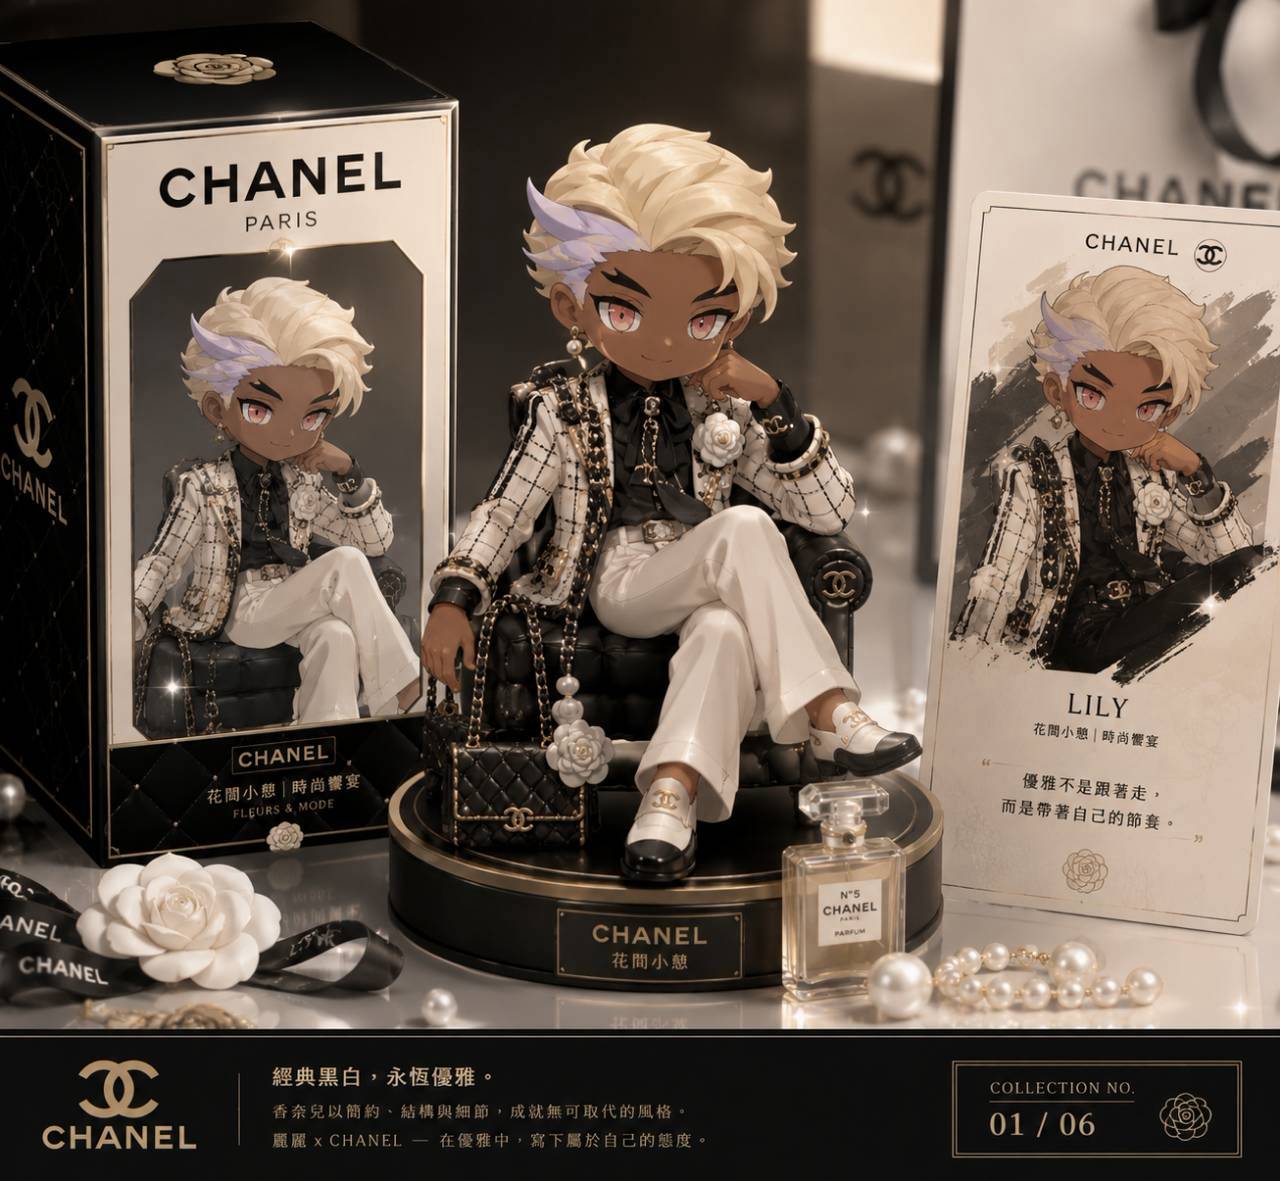 CHANEL
PARIS
CHANEL
CHANEL
花間小憩 | 時尚饗宴
FLEURS & MODE
CHANEL
CHANEL
CHANEL
LILY
花間小憩 | 時尚饗宴
“優雅不是跟著走，
而是帶著自己的節奏。”
CHANEL
CHANEL
N°5
CHANEL
PARIS
PARFUM
CHANEL
花間小憩
CHANEL
經典黑白，永恆優雅。
香奈兒以簡約、結構與細節，成就無可取代的風格。
麗麗 x CHANEL — 在優雅中，寫下屬於自己的態度。
COLLECTION NO.
01 / 06